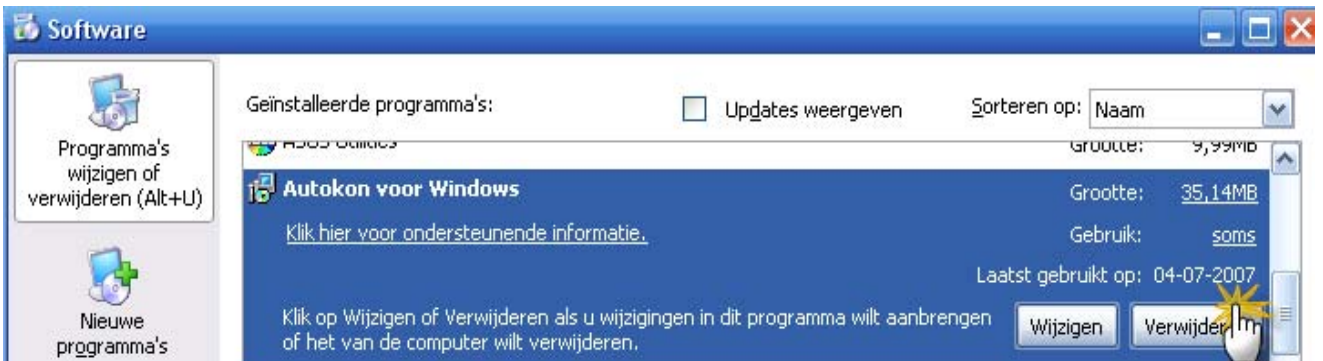 Software
Programma's
wijzigen of
verwijderen (Alt+U)
Nieuwe
programma's
Geïnstalleerde programma's:
Updates weergeven
Sorteren op: Naam
ASUS Utilities Grootte: 9,99MB
Autokon voor Windows Grootte: 35,14MB
Klik hier voor ondersteunende informatie. Gebruik: soms
Laatst gebruikt op: 04-07-2007
Klik op Wijzigen of Verwijderen als u wijzigingen in dit programma wilt aanbrengen
of het van de computer wilt verwijderen.
Wijzigen
Verwijderen